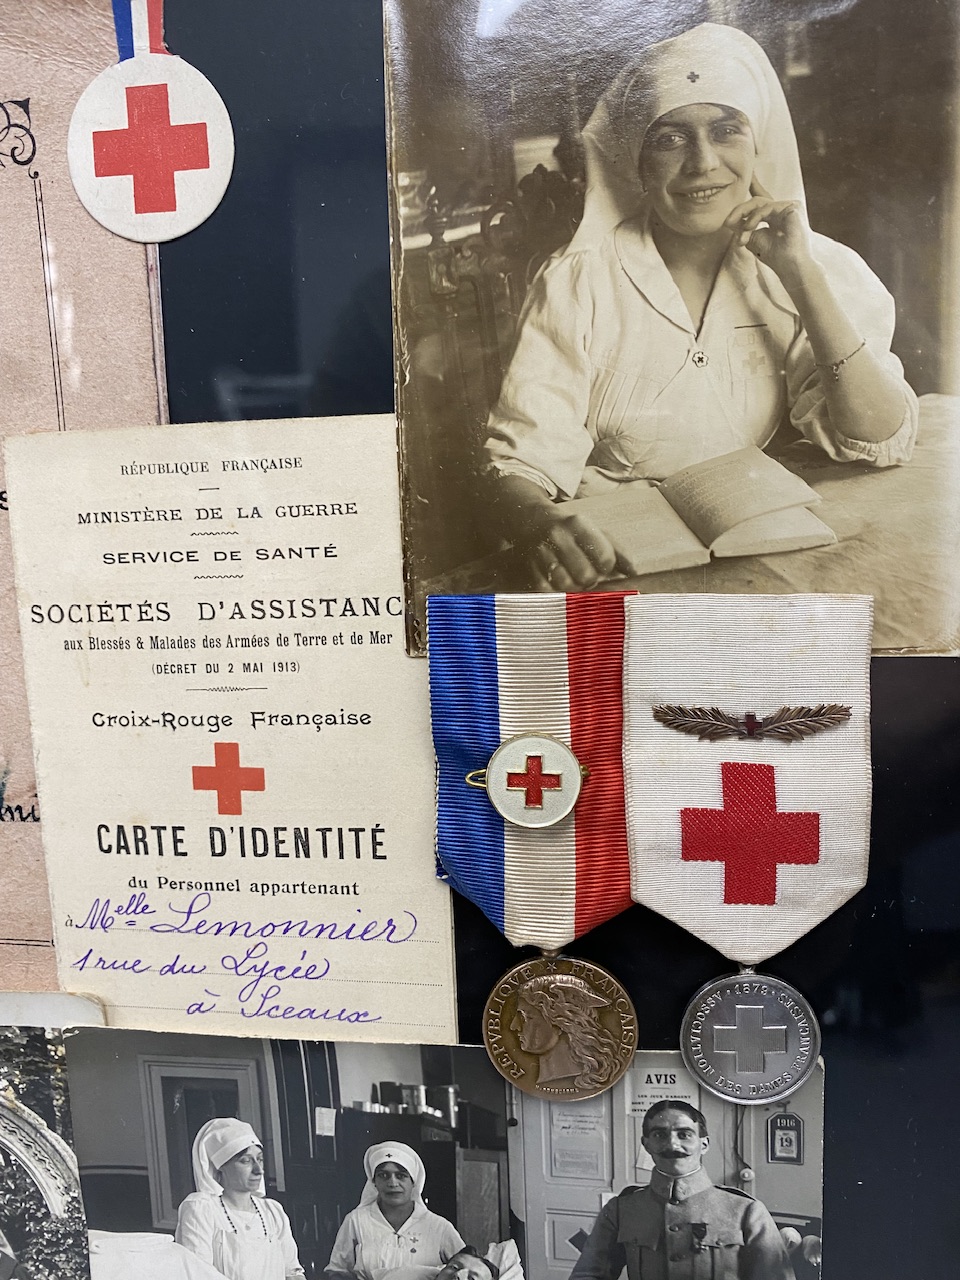 RÉPUBLIQUE FRANÇAISE
MINISTÈRE DE LA GUERRE
SERVICE DE SANTÉ
SOCIÉTÉS D'ASSISTANC
aux Blessés & Malades des Armées de Terre et de Mer
(DÉCRET DU 2 MAI 1913)
Croix-Rouge Française
CARTE D'IDENTITÉ
du Personnel appartenant
à Melle Lemonnier
1 rue du Lycée
à Sceaux
REPVBLIQVE FRANÇAISE
ASSOCIATION DES DAMES FRANÇAISES
1879
AVIS
1916
19